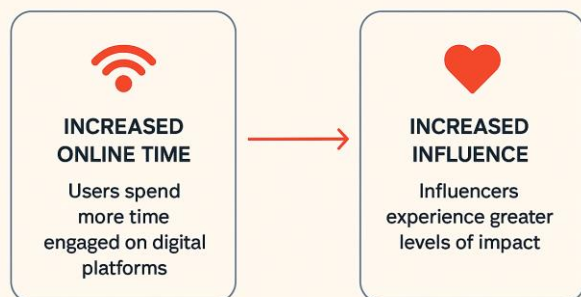 INCREASED
ONLINE TIME
Users spend
more time
engaged on digital
platforms
INCREASED
INFLUENCE
Influencers
experience greater
levels of impact